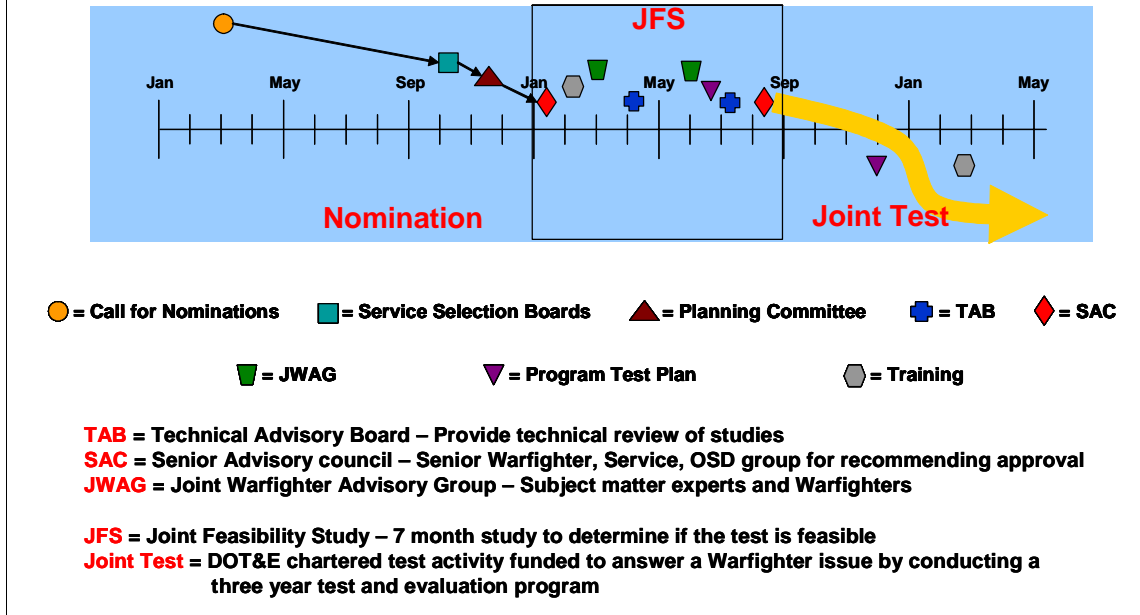 JFS
Jan May Sep Jan May Sep Jan May
Nomination Joint Test
= Call for Nominations = Service Selection Boards = Planning Committee = TAB = SAC
= JWAG = Program Test Plan = Training
TAB = Technical Advisory Board – Provide technical review of studies
SAC = Senior Advisory council – Senior Warfighter, Service, OSD group for recommending approval
JWAG = Joint Warfighter Advisory Group – Subject matter experts and Warfighters
JFS = Joint Feasibility Study – 7 month study to determine if the test is feasible
Joint Test = DOT&E chartered test activity funded to answer a Warfighter issue by conducting a
three year test and evaluation program